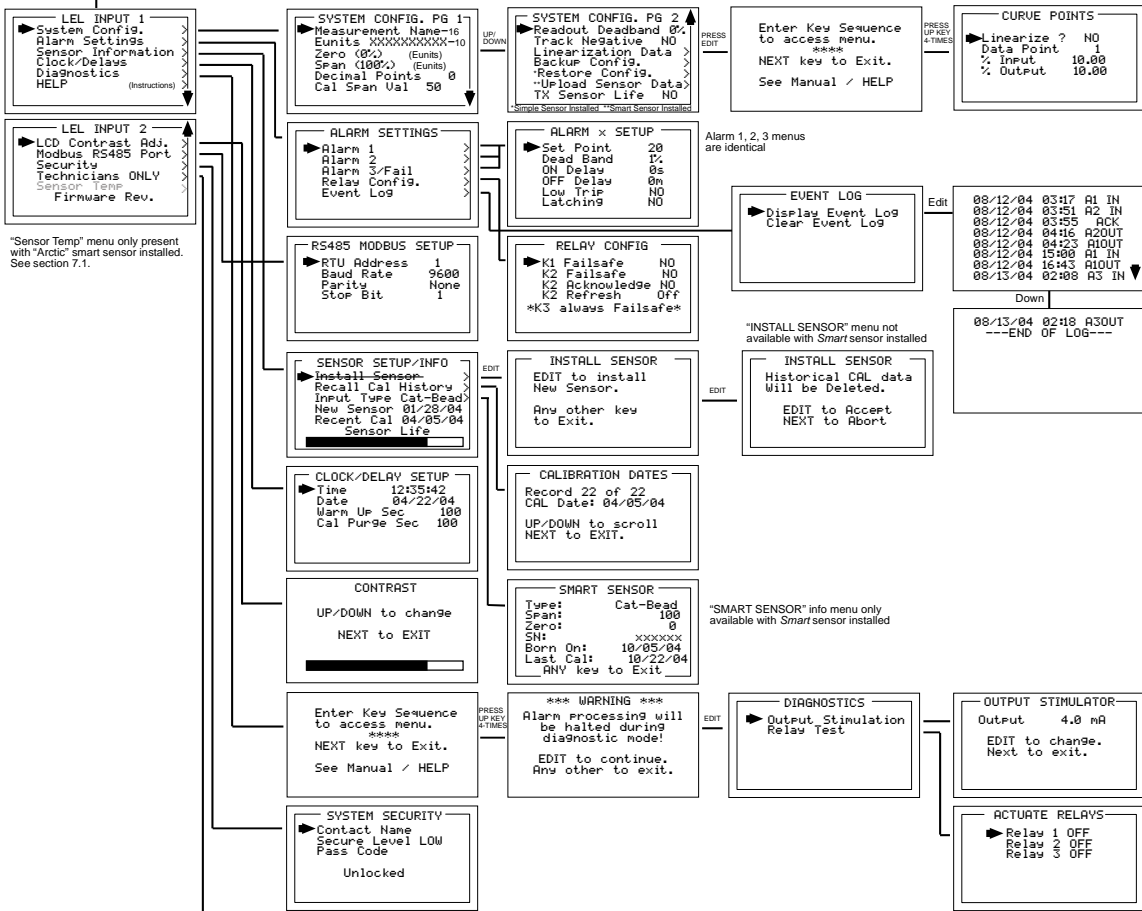 LEL INPUT 1
System Config. >
Alarm Settings >
Sensor Information >
Clock/Delays >
Diagnostics >
HELP (Instructions) >
LEL INPUT 2
LCD Contrast Adj. >
Modbus RS485 Port >
Security >
Technicians ONLY >
Sensor Temp >
Firmware Rev.
"Sensor Temp" menu only present
with "Arctic" smart sensor installed.
See section 7.1.
SYSTEM CONFIG. PG 1
Measurement Name-16
Eunits XXXXXXXXXX-10
Zero (0%) (Eunits)
Span (100%) (Eunits)
Decimal Points 0
Cal Span Val 50
UP/
DOWN
SYSTEM CONFIG. PG 2
Readout Deadband 0%
Track Negative NO
Linearization Data >
Backup Config. >
*Restore Config. >
**Upload Sensor Data>
TX Sensor Life NO
*Simple Sensor Installed **Smart Sensor Installed
PRESS
EDIT
Enter Key Sequence
to access menu.
****
NEXT key to Exit.
See Manual / HELP
PRESS
UP KEY
4-TIMES
CURVE POINTS
Linearize ? NO
Data Point 1
% Input 10.00
% Output 10.00
ALARM SETTINGS
Alarm 1 >
Alarm 2 >
Alarm 3/Fail >
Relay Config. >
Event Log >
ALARM x SETUP
Set Point 20
Dead Band 1%
ON Delay 0s
OFF Delay 0m
Low Trip NO
Latching NO
Alarm 1, 2, 3 menus
are identical
EVENT LOG
Display Event Log
Clear Event Log
Edit
08/12/04 03:17 A1 IN
08/12/04 03:51 A2 IN
08/12/04 03:55 ACK
08/12/04 04:16 A2OUT
08/12/04 04:23 A1OUT
08/12/04 15:00 A1 IN
08/12/04 16:43 A1OUT
08/13/04 02:08 A3 IN
Down
08/13/04 02:18 A3OUT
---END OF LOG---
RS485 MODBUS SETUP
RTU Address 1
Baud Rate 9600
Parity None
Stop Bit 1
RELAY CONFIG
K1 Failsafe NO
K2 Failsafe NO
K2 Acknowledge NO
K2 Refresh Off
*K3 always Failsafe*
"INSTALL SENSOR" menu not
available with Smart sensor installed
SENSOR SETUP/INFO
Install Sensor >
Recall Cal History >
Input Type Cat-Bead>
New Sensor 01/28/04
Recent Cal 04/05/04
Sensor Life
EDIT
INSTALL SENSOR
EDIT to install
New Sensor.
Any other key
to Exit.
EDIT
INSTALL SENSOR
Historical CAL data
Will be Deleted.
EDIT to Accept
NEXT to Abort
CLOCK/DELAY SETUP
Time 12:35:42
Date 04/22/04
Warm Up Sec 100
Cal Purge Sec 100
CALIBRATION DATES
Record 22 of 22
CAL Date: 04/05/04
UP/DOWN to scroll
NEXT to EXIT.
CONTRAST
UP/DOWN to change
NEXT to EXIT
SMART SENSOR
Type: Cat-Bead
Span: 100
Zero: 0
SN: xxxxxx
Born On: 10/05/04
Last Cal: 10/22/04
ANY key to Exit
"SMART SENSOR" info menu only
available with Smart sensor installed
Enter Key Sequence
to access menu.
****
NEXT key to Exit.
See Manual / HELP
PRESS
UP KEY
4-TIMES
*** WARNING ***
Alarm processing will
be halted during
diagnostic mode!
EDIT to continue.
Any other to exit.
EDIT
DIAGNOSTICS
Output Stimulation
Relay Test
OUTPUT STIMULATOR
Output 4.0 mA
EDIT to change.
Next to exit.
ACTUATE RELAYS
Relay 1 OFF
Relay 2 OFF
Relay 3 OFF
SYSTEM SECURITY
Contact Name
Secure Level LOW
Pass Code
Unlocked